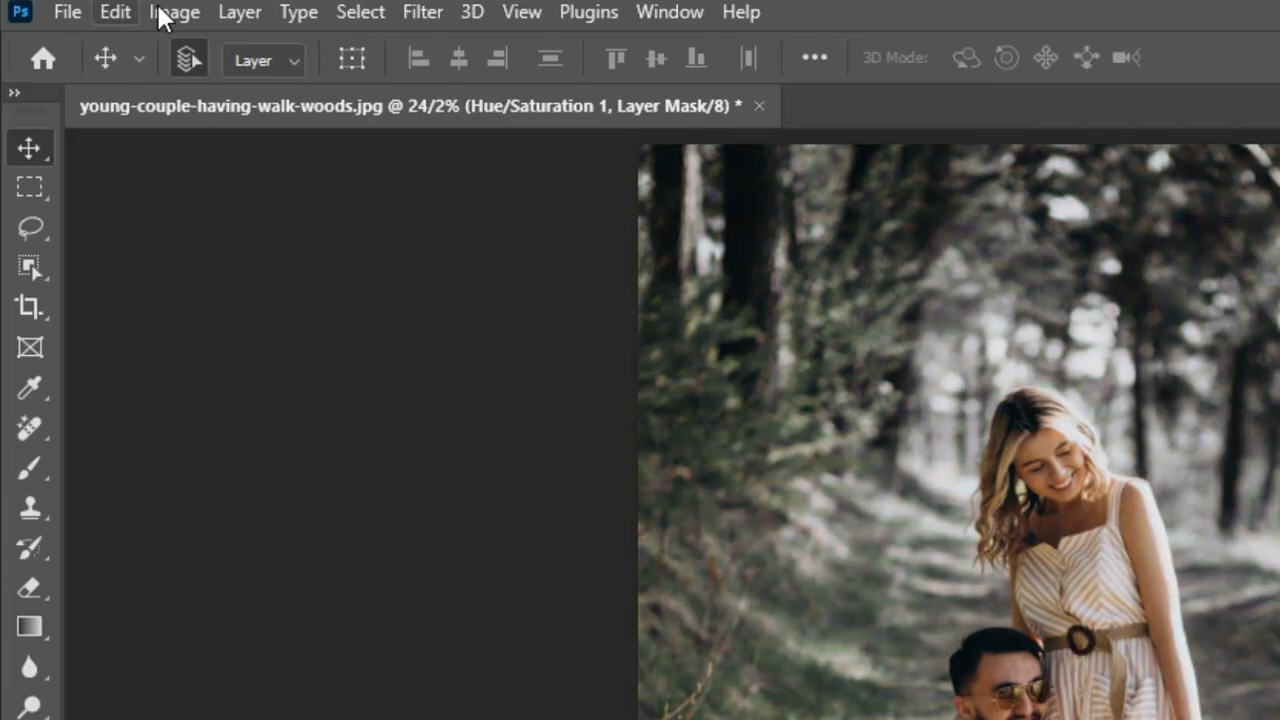 Ps File Edit Image Layer Type Select Filter 3D View Plugins Window Help
Layer 3D Mode:
young-couple-having-walk-woods.jpg @ 24/2% (Hue/Saturation 1, Layer Mask/8) *